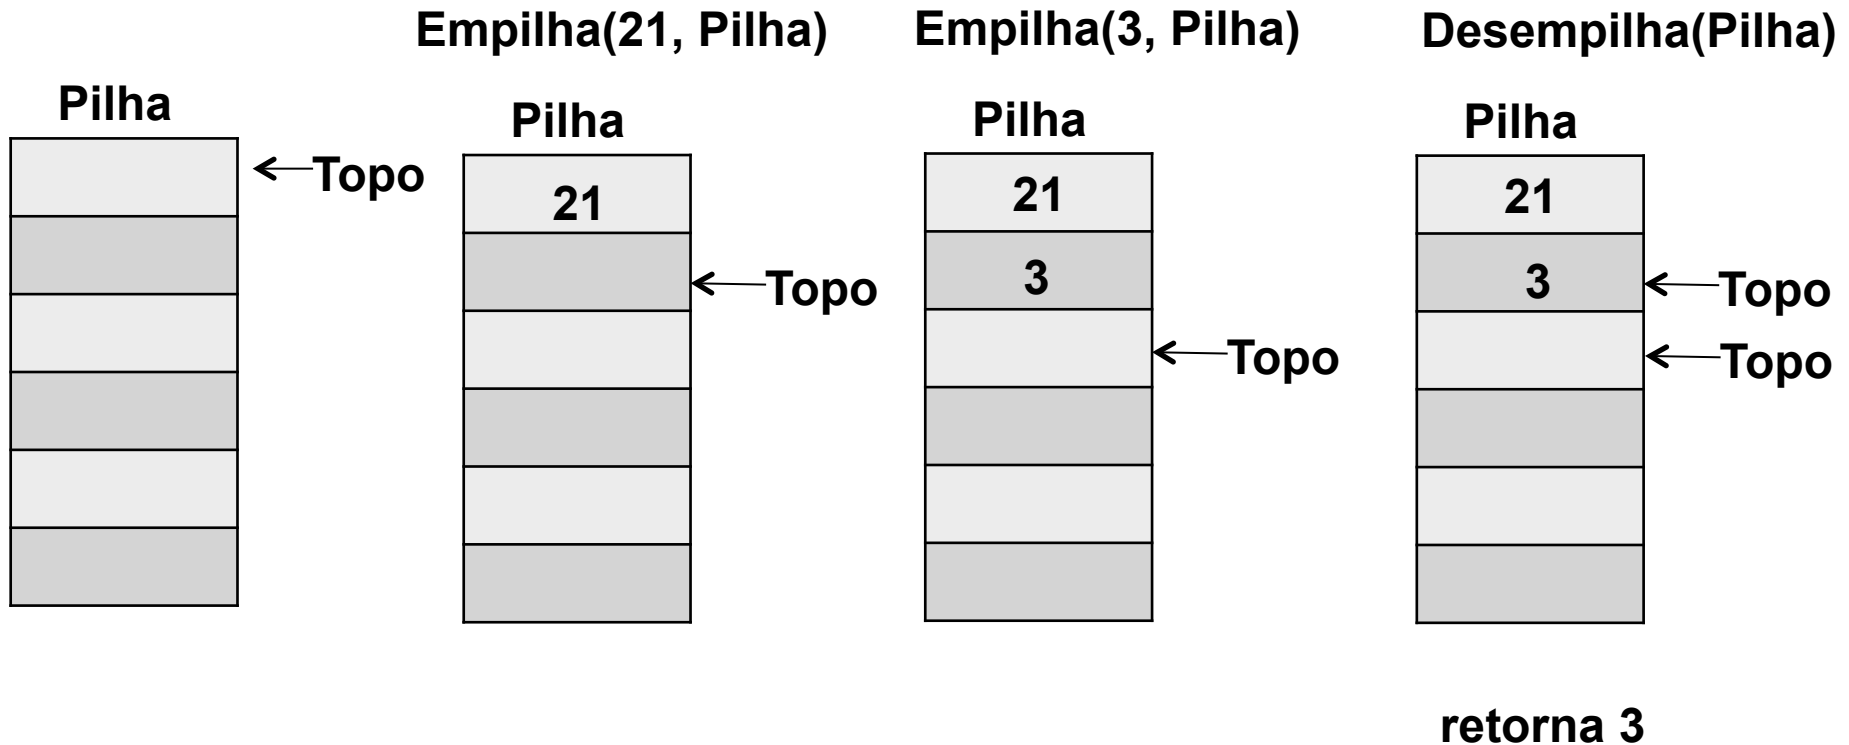 Empilha(21, Pilha)
Empilha(3, Pilha)
Desempilha(Pilha)
Pilha
Topo
Pilha
21
Topo
Pilha
21
3
Topo
Pilha
21
3
Topo
Topo
retorna 3